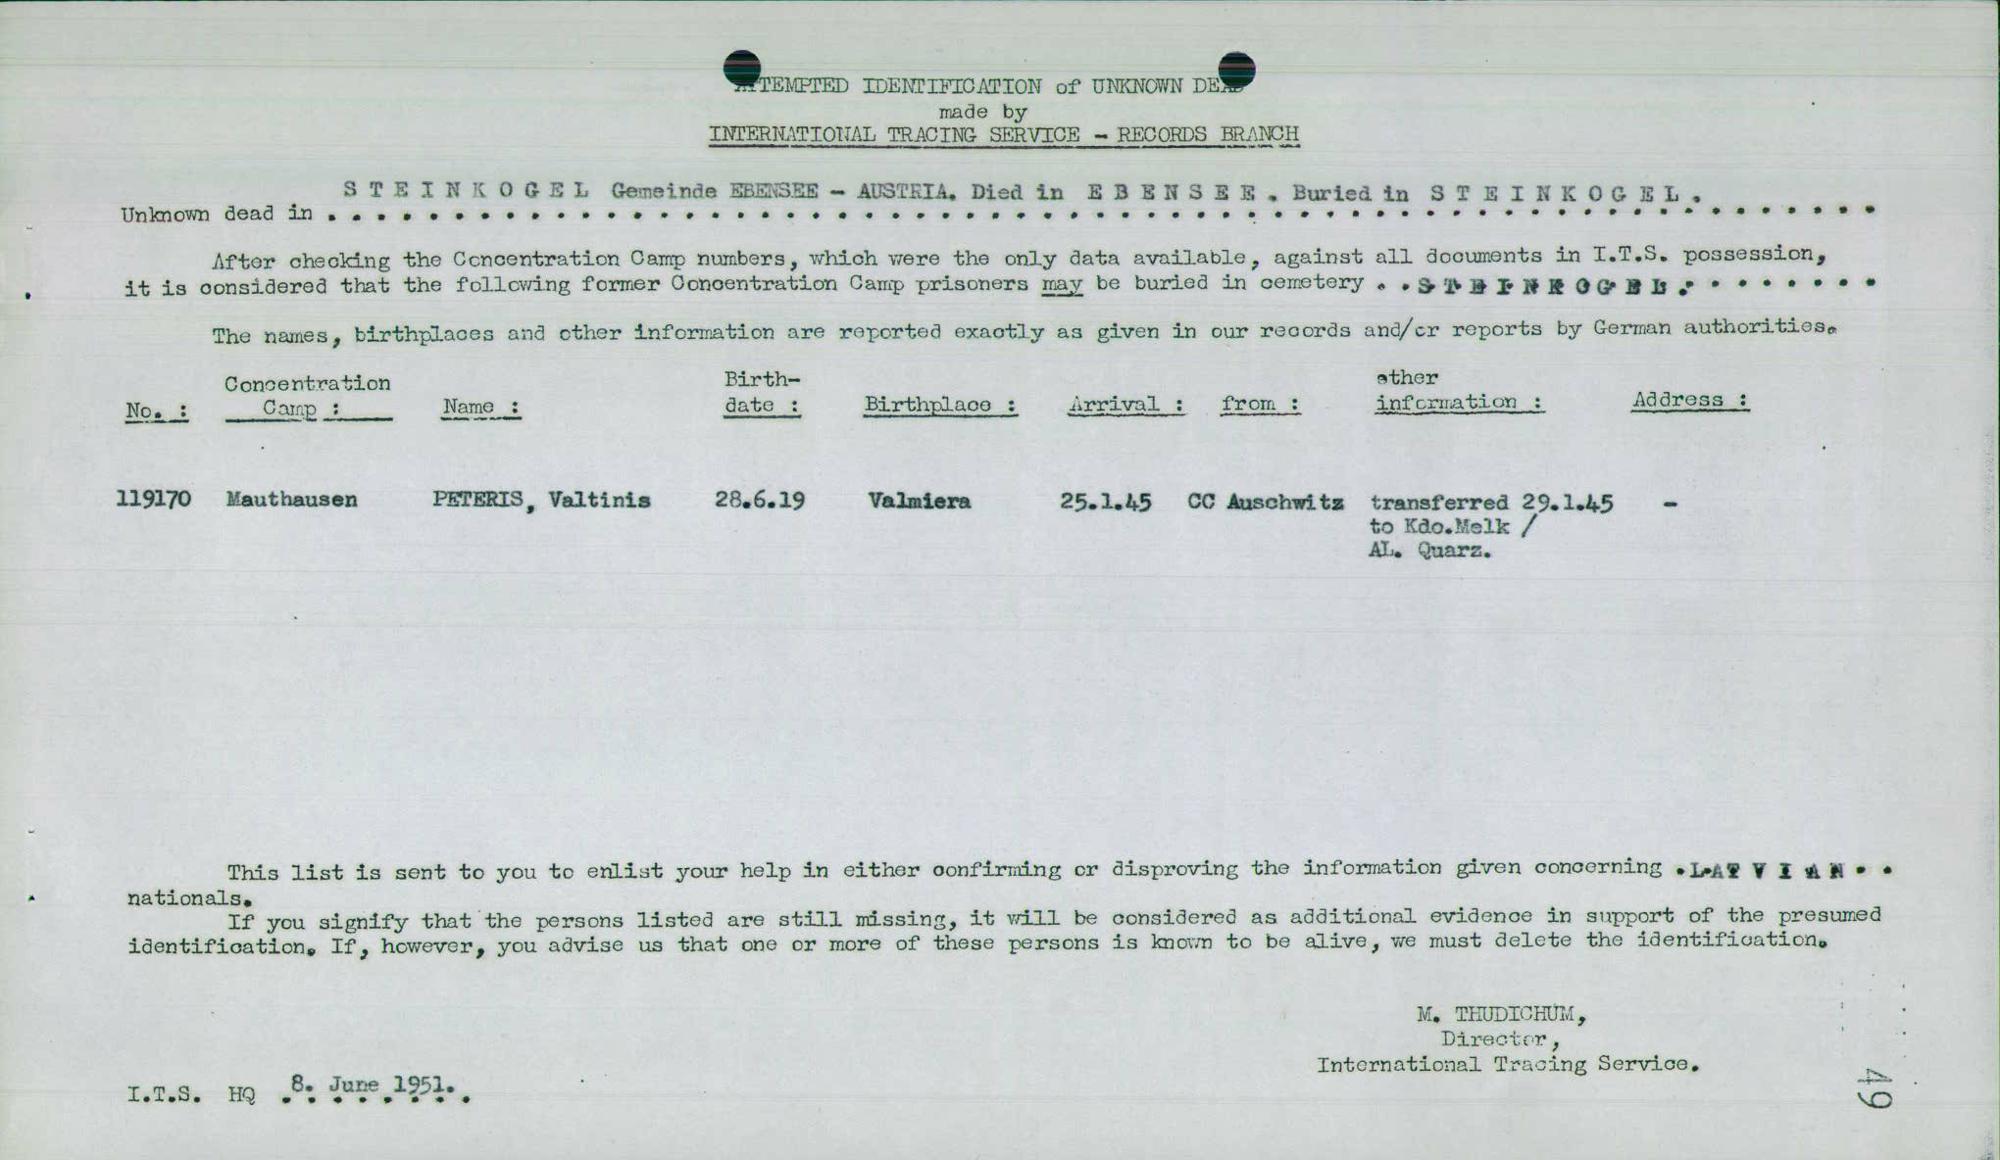 ATTEMPTED IDENTIFICATION of UNKNOWN DEAD
made by
INTERNATIONAL TRACING SERVICE - RECORDS BRANCH
S T E I N K O G E L Gemeinde EBENSEE - AUSTRIA. Died in E B E N S E E . Buried in S T E I N K O G E L .
Unknown dead in . . . . . . . . . . . . . . . . . . . . . . . . . . . . . . . . . . . . . . . . . . . . . . . . . . . . . . . . . . . . . . .
After checking the Concentration Camp numbers, which were the only data available, against all documents in I.T.S. possession,
it is considered that the following former Concentration Camp prisoners may be buried in cemetery . . S T E I N K O G E L . . . . . . . . .
The names, birthplaces and other information are reported exactly as given in our records and/or reports by German authorities.
No. : Concentration Camp : Name : Birth-date : Birthplace : Arrival : from : other information : Address :
119170 Mauthausen PETERIS, Valtinis 28.6.19 Valmiera 25.1.45 CC Auschwitz transferred 29.1.45 -
to Kdo.Melk /
AL. Quarz.
This list is sent to you to enlist your help in either confirming or disproving the information given concerning . L A T V I A N . .
nationals.
If you signify that the persons listed are still missing, it will be considered as additional evidence in support of the presumed
identification. If, however, you advise us that one or more of these persons is known to be alive, we must delete the identification.
M. THUDICHUM,
Director,
International Tracing Service.
I.T.S. HQ 8. June 1951.
49